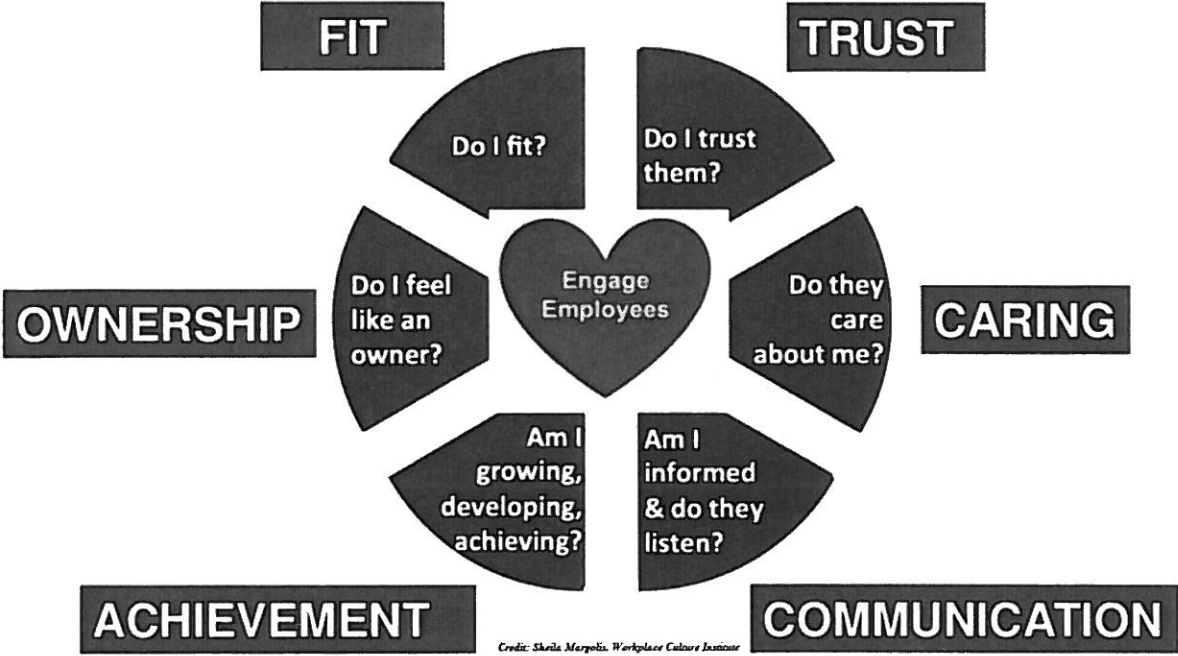 FIT
TRUST
Do I fit?
Do I trust
them?
Engage
Employees
Do I feel
like an
owner?
OWNERSHIP
Do they
care
about me?
CARING
Am I
growing,
developing,
achieving?
Am I
informed
& do they
listen?
ACHIEVEMENT
COMMUNICATION
Credit: Sheila Margolis, Workplace Culture Institute